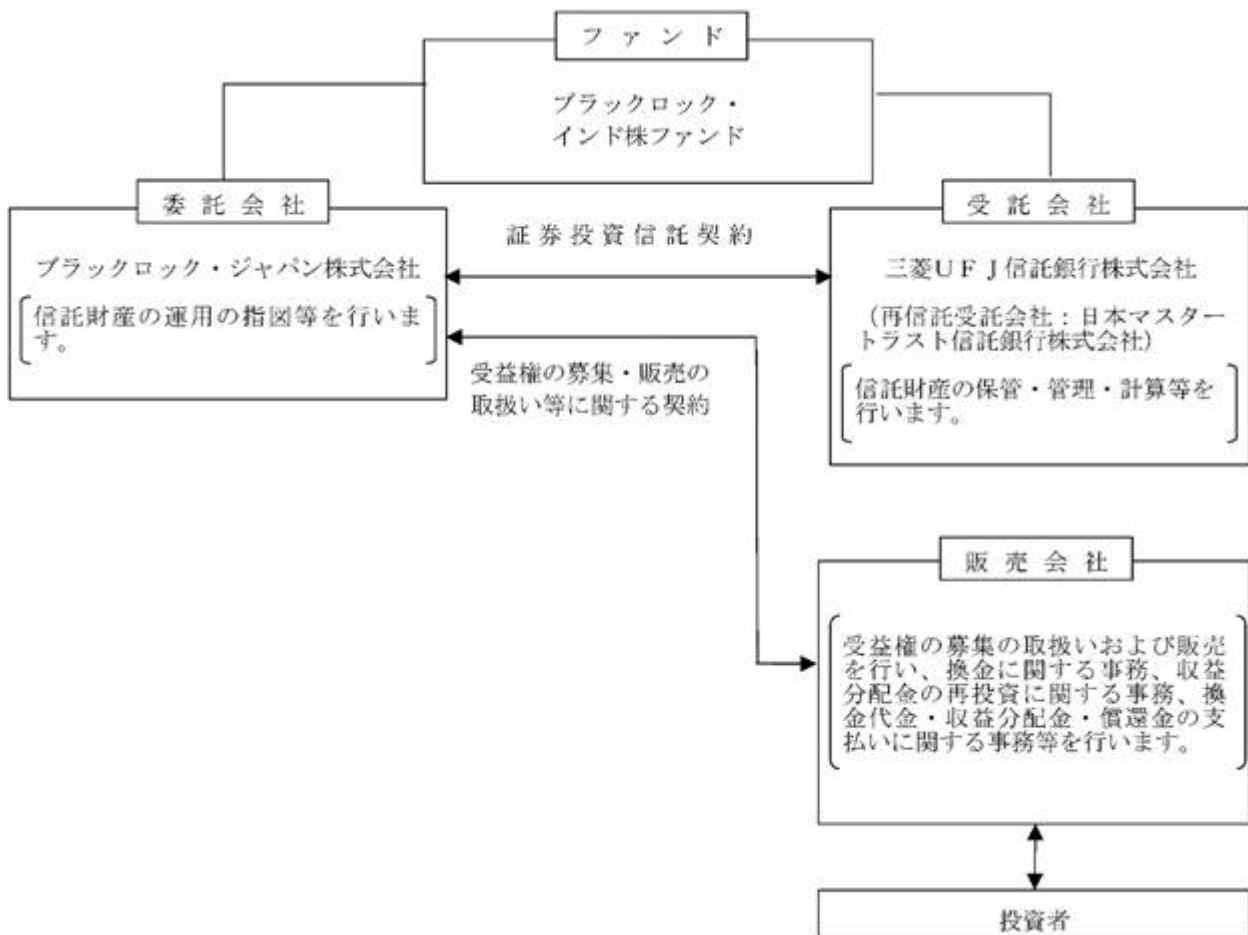 ファンド
ブラックロック・
インド株ファンド
委託会社
ブラックロック・ジャパン株式会社
信託財産の運用の指図等を行いま
す。
証券投資信託契約
受託会社
三菱UFJ信託銀行株式会社
（再信託受託会社：日本マスター
トラスト信託銀行株式会社）
信託財産の保管・管理・計算等を
行います。
受益権の募集・販売の
取扱い等に関する契約
販売会社
受益権の募集の取扱いおよび販売
を行い、換金に関する事務、収益
分配金の再投資に関する事務、換
金代金・収益分配金・償還金の支
払いに関する事務等を行います。
投資者